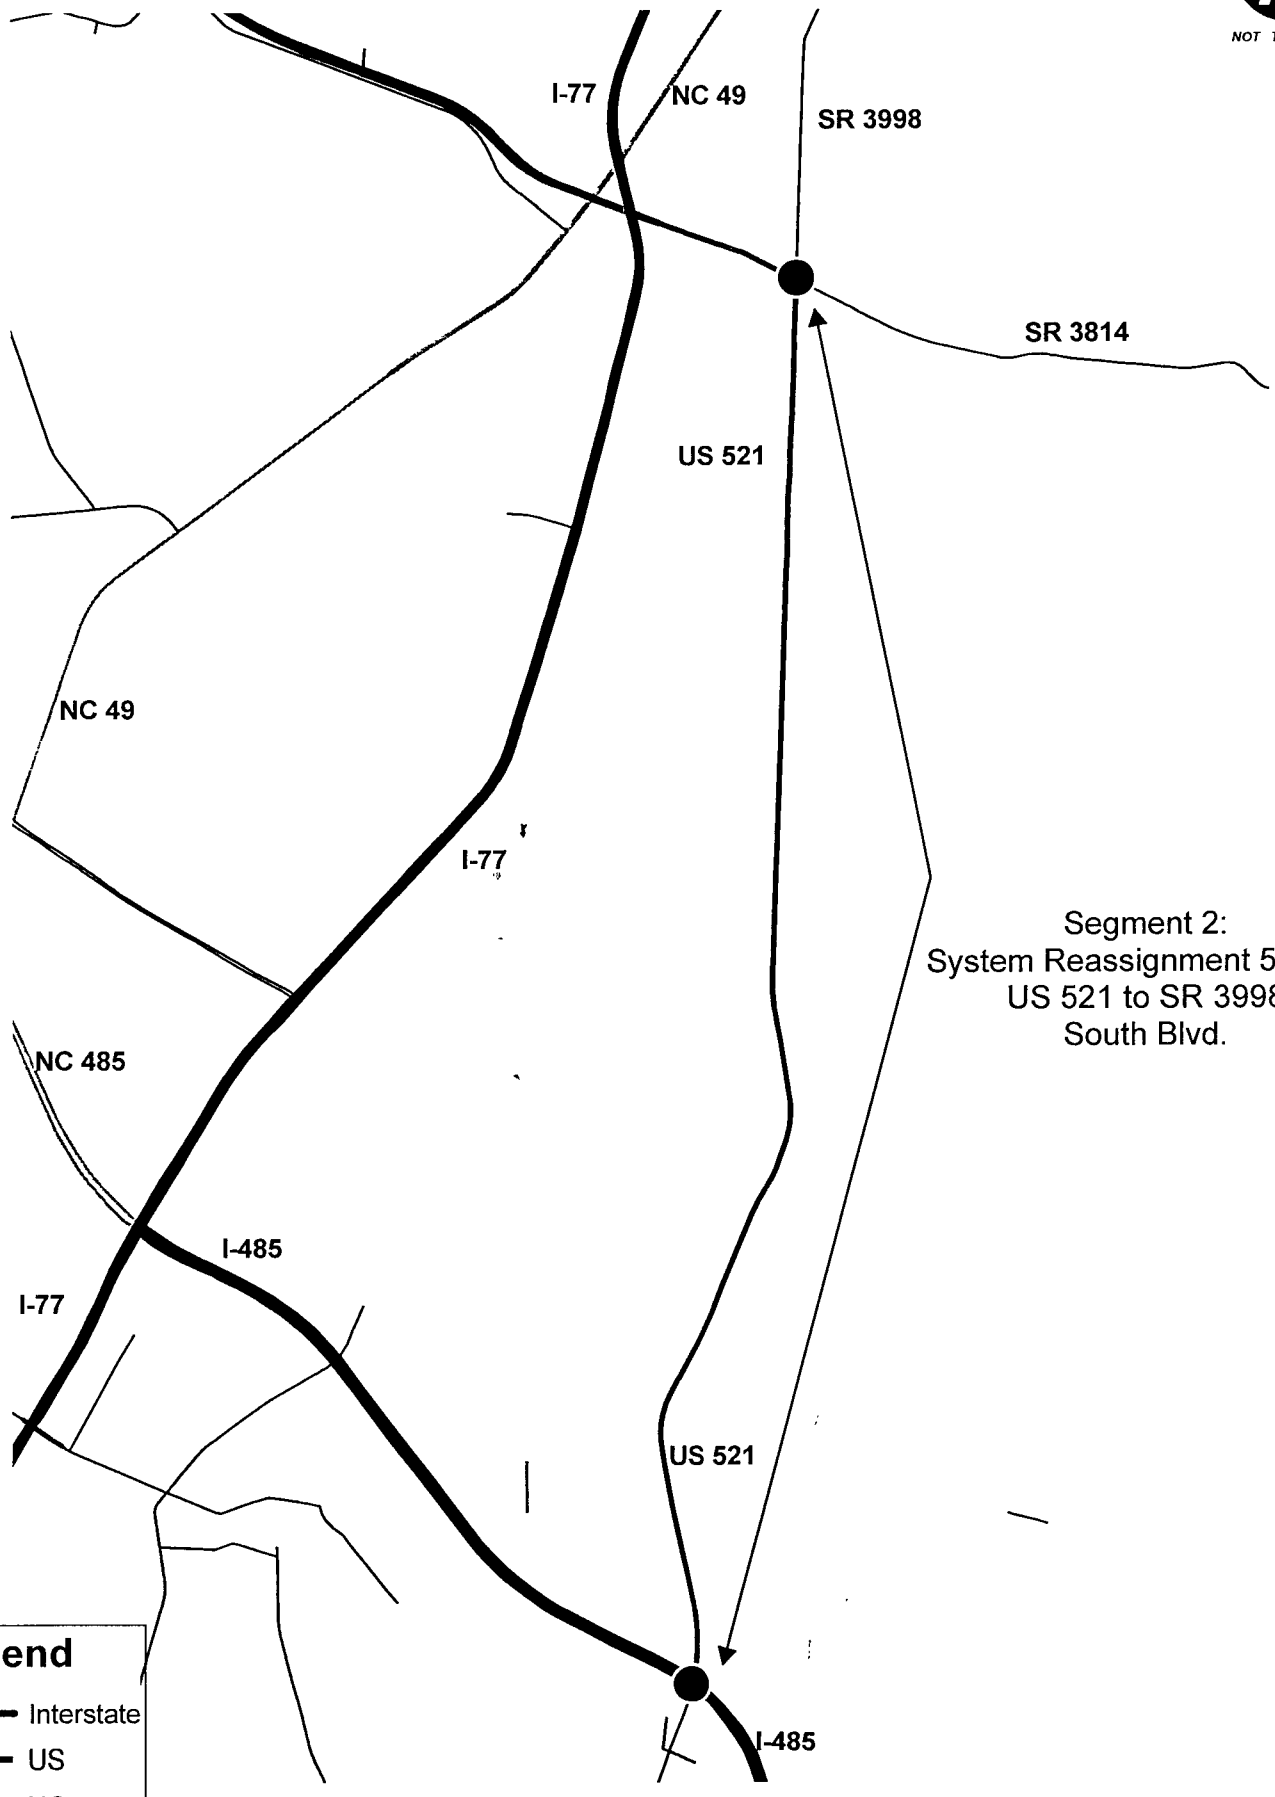 NOT
I-77
NC 49
SR 3998
SR 3814
US 521
NC 49
I-77
Segment 2:
System Reassignment
US 521 to SR 3998
South Blvd.
NC 485
I-485
I-77
US 521
end
Interstate
US
I-485